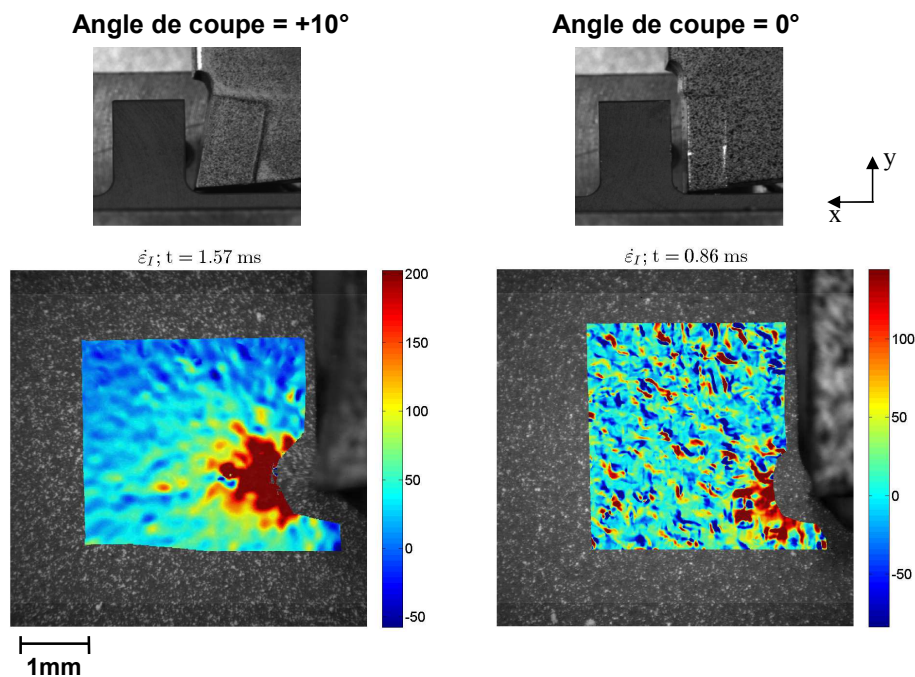 Angle de coupe = +10°
Angle de coupe = 0°
y
x
ε̇_I; t = 1.57 ms
ε̇_I; t = 0.86 ms
200
150
100
50
0
-50
100
50
0
-50
1mm